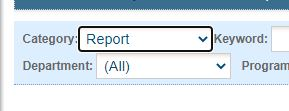 Category: Report Keyword:
Department: (All) Program